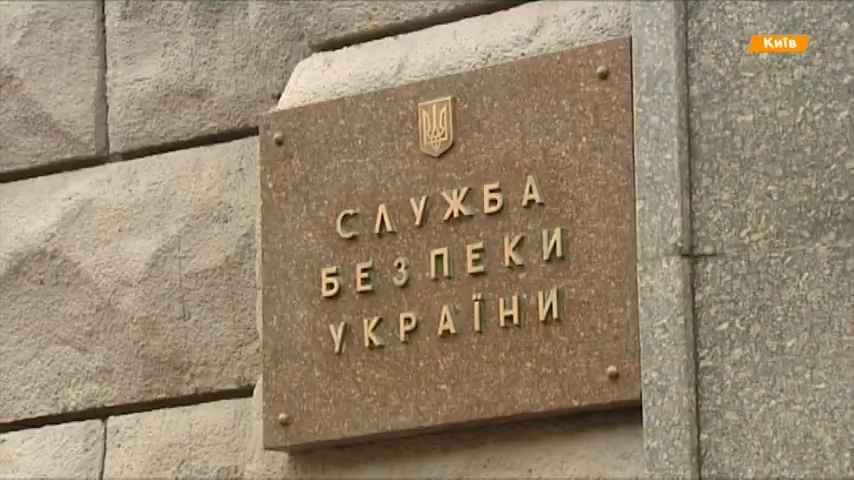 Київ
СЛУЖБА
БЕЗПЕКИ
УКРАЇНИ